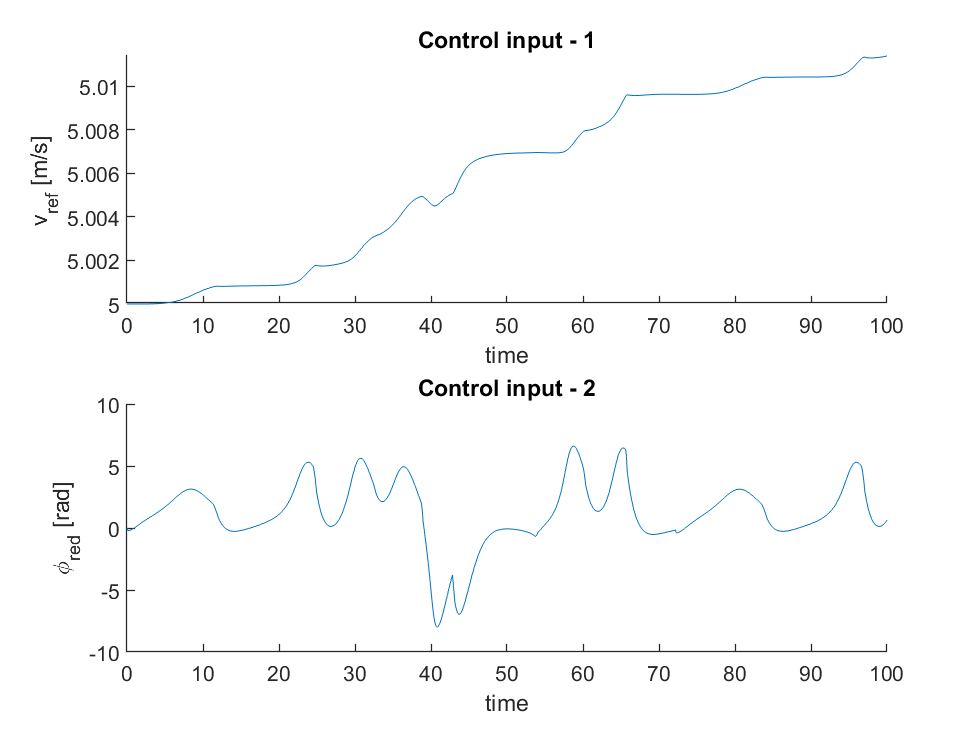 Control input - 1
5.01
5.008
5.006
5.004
5.002
5
v_ref [m/s]
0 10 20 30 40 50 60 70 80 90 100
time
Control input - 2
10
5
0
-5
-10
ϕ_red [rad]
0 10 20 30 40 50 60 70 80 90 100
time